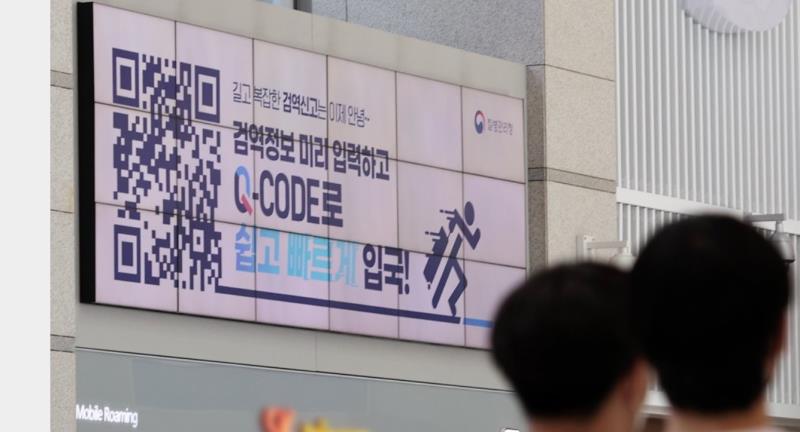 길고 복잡한 검역신고는 이제 안녕~
질병관리청
검역정보 미리 입력하고
Q-CODE로
쉽고 빠르게 입국!
Mobile Roaming